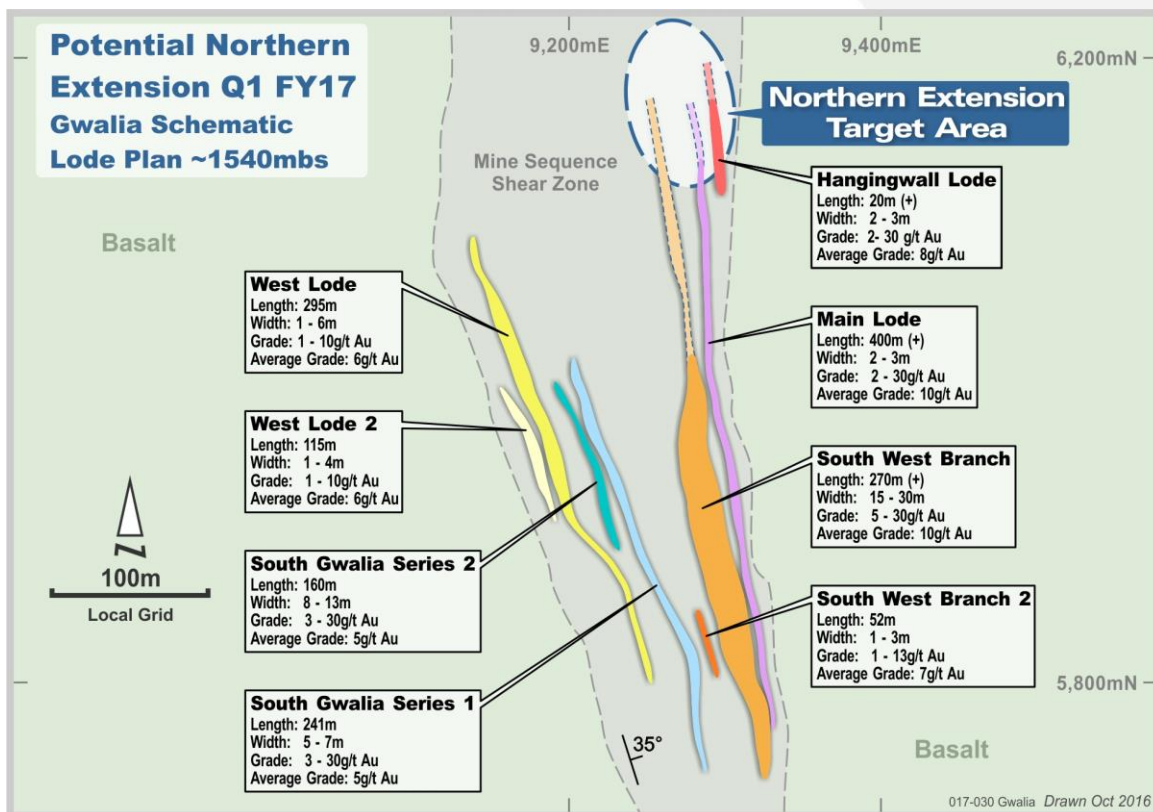 Potential Northern
Extension Q1 FY17
Gwalia Schematic
Lode Plan ~1540mbs
9,200mE
9,400mE
6,200mN
Northern Extension
Target Area
Mine Sequence
Shear Zone
Basalt
Hangingwall Lode
Length: 20m (+)
Width: 2 - 3m
Grade: 2- 30 g/t Au
Average Grade: 8g/t Au
West Lode
Length: 295m
Width: 1 - 6m
Grade: 1 - 10g/t Au
Average Grade: 6g/t Au
Main Lode
Length: 400m (+)
Width: 2 - 3m
Grade: 2 - 30g/t Au
Average Grade: 10g/t Au
West Lode 2
Length: 115m
Width: 1 - 4m
Grade: 1 - 10g/t Au
Average Grade: 6g/t Au
South West Branch
Length: 270m (+)
Width: 15 - 30m
Grade: 5 - 30g/t Au
Average Grade: 10g/t Au
N
100m
Local Grid
South Gwalia Series 2
Length: 160m
Width: 8 - 13m
Grade: 3 - 30g/t Au
Average Grade: 5g/t Au
South West Branch 2
Length: 52m
Width: 1 - 3m
Grade: 1 - 13g/t Au
Average Grade: 7g/t Au
5,800mN
South Gwalia Series 1
Length: 241m
Width: 5 - 7m
Grade: 3 - 30g/t Au
Average Grade: 5g/t Au
35°
Basalt
017-030 Gwalia Drawn Oct 2016